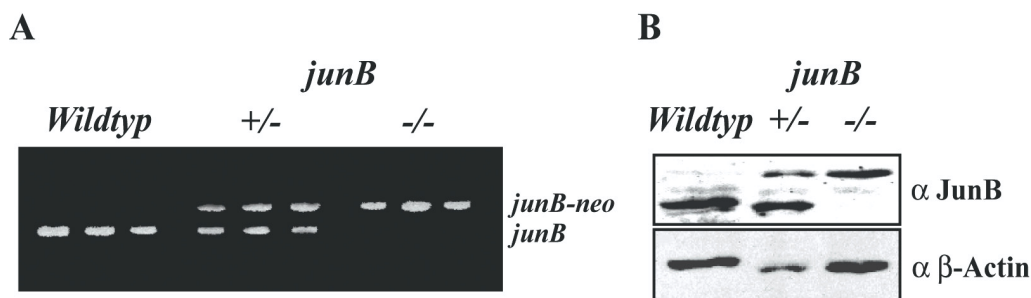 A
junB
Wildtyp +/- -/-
junB-neo
junB
B
junB
Wildtyp +/- -/-
α JunB
α β-Actin